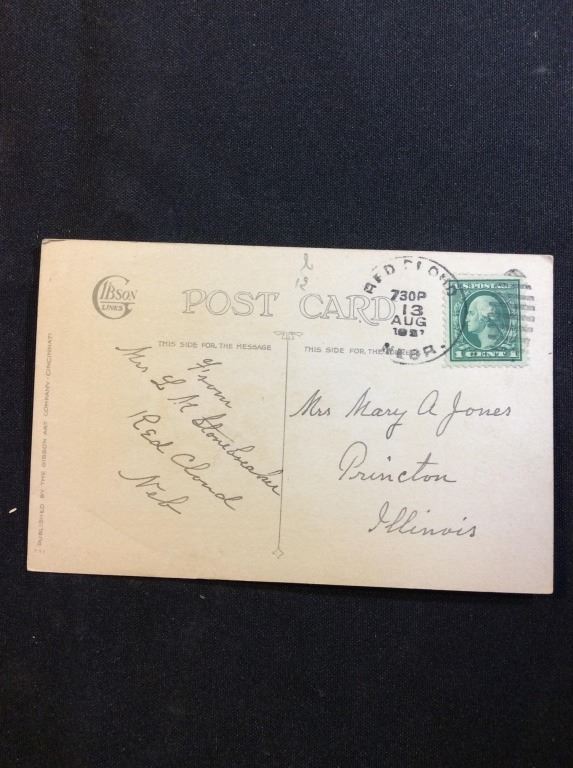 GIBSON
LINES
POST CARD
THIS SIDE FOR THE MESSAGE
THIS SIDE FOR THE
PUBLISHED BY THE GIBSON ART COMPANY-CINCINNATI
RED CLOUD
730P
13
AUG
NEBR.
U.S. POSTAGE
1 CENT 1
12
From
Mrs L M Stonebreaker
Red Cloud
Neb
Mrs Mary A Jones
Princton
Illinois